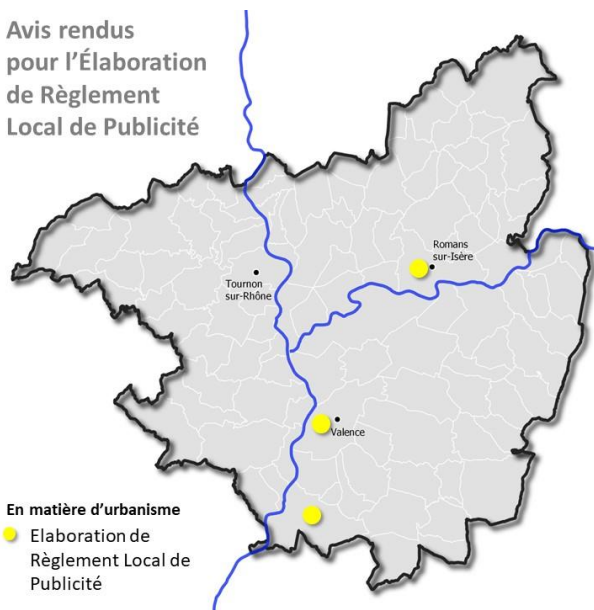 Avis rendus
pour l'Élaboration
de Règlement
Local de Publicité
Romans
sur-Isère
Tournon
sur-Rhône
Valence
En matière d'urbanisme
Elaboration de
Règlement Local de
Publicité